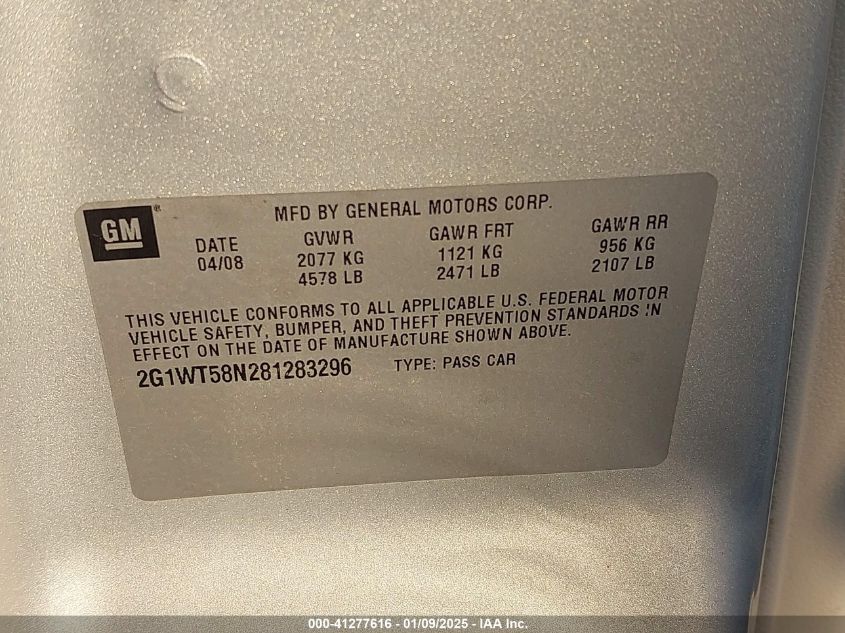 GM ®
MFD BY GENERAL MOTORS CORP.
DATE GVWR GAWR FRT GAWR RR
04/08 2077 KG 1121 KG 956 KG
4578 LB 2471 LB 2107 LB
THIS VEHICLE CONFORMS TO ALL APPLICABLE U.S. FEDERAL MOTOR
VEHICLE SAFETY, BUMPER, AND THEFT PREVENTION STANDARDS IN
EFFECT ON THE DATE OF MANUFACTURE SHOWN ABOVE.
2G1WT58N281283296 TYPE: PASS CAR
000-41277616 - 01/09/2025 - IAA Inc.